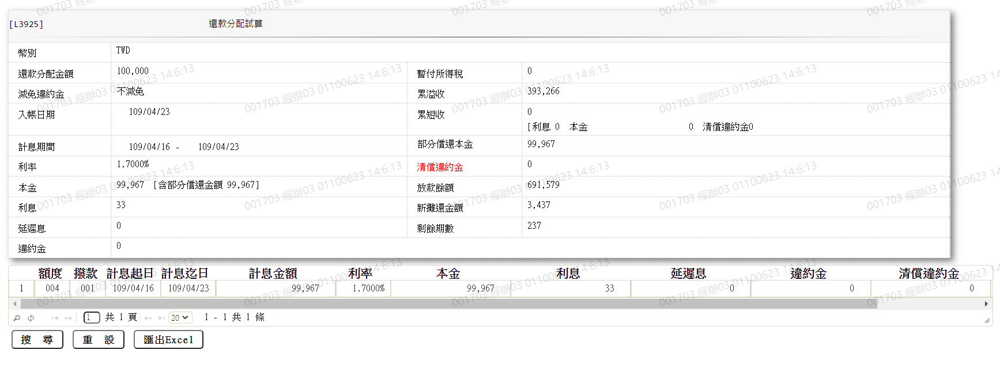 [L3925] 還款分配試算
幣別 TWD
還款分配金額 100,000 暫付所得稅 0
減免違約金 不減免 累溢收 393,266
入帳日期 109/04/23 累短收 0
[利息 0 本金 0 清償違約金0
計息期間 109/04/16 - 109/04/23 部分償還本金 99,967
利率 1.7000% 清償違約金 0
本金 99,967 [含部分償還金額 99,967] 放款餘額 691,579
利息 33 新攤還金額 3,437
延遲息 0 剩餘期數 237
違約金 0
額度 撥款 計息起日 計息迄日 計息金額 利率 本金 利息 延遲息 違約金 清償違約金
1 004 001 109/04/16 109/04/23 99,967 1.7000% 99,967 33 0 0 0
1 共 1 頁 20 1 - 1 共 1 條
搜 尋 重 設 匯出Excel
001703 經辦03 01100623 14:6:13